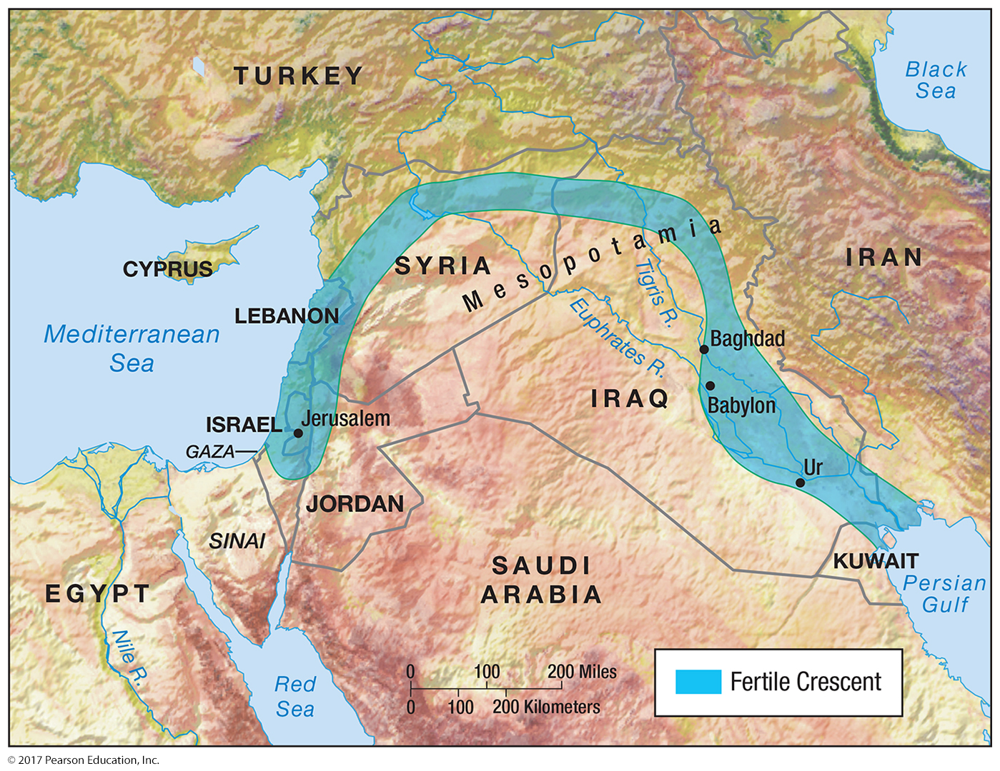 TURKEY
Black
Sea
CYPRUS
SYRIA
Mesopotamia
IRAN
LEBANON
Tigris R.
Mediterranean
Sea
Euphrates R.
Baghdad
IRAQ
Babylon
ISRAEL
Jerusalem
GAZA
Ur
JORDAN
SINAI
KUWAIT
SAUDI
ARABIA
EGYPT
Persian
Gulf
Nile R.
Red
Sea
0 100 200 Miles
0 100 200 Kilometers
Fertile Crescent
© 2017 Pearson Education, Inc.